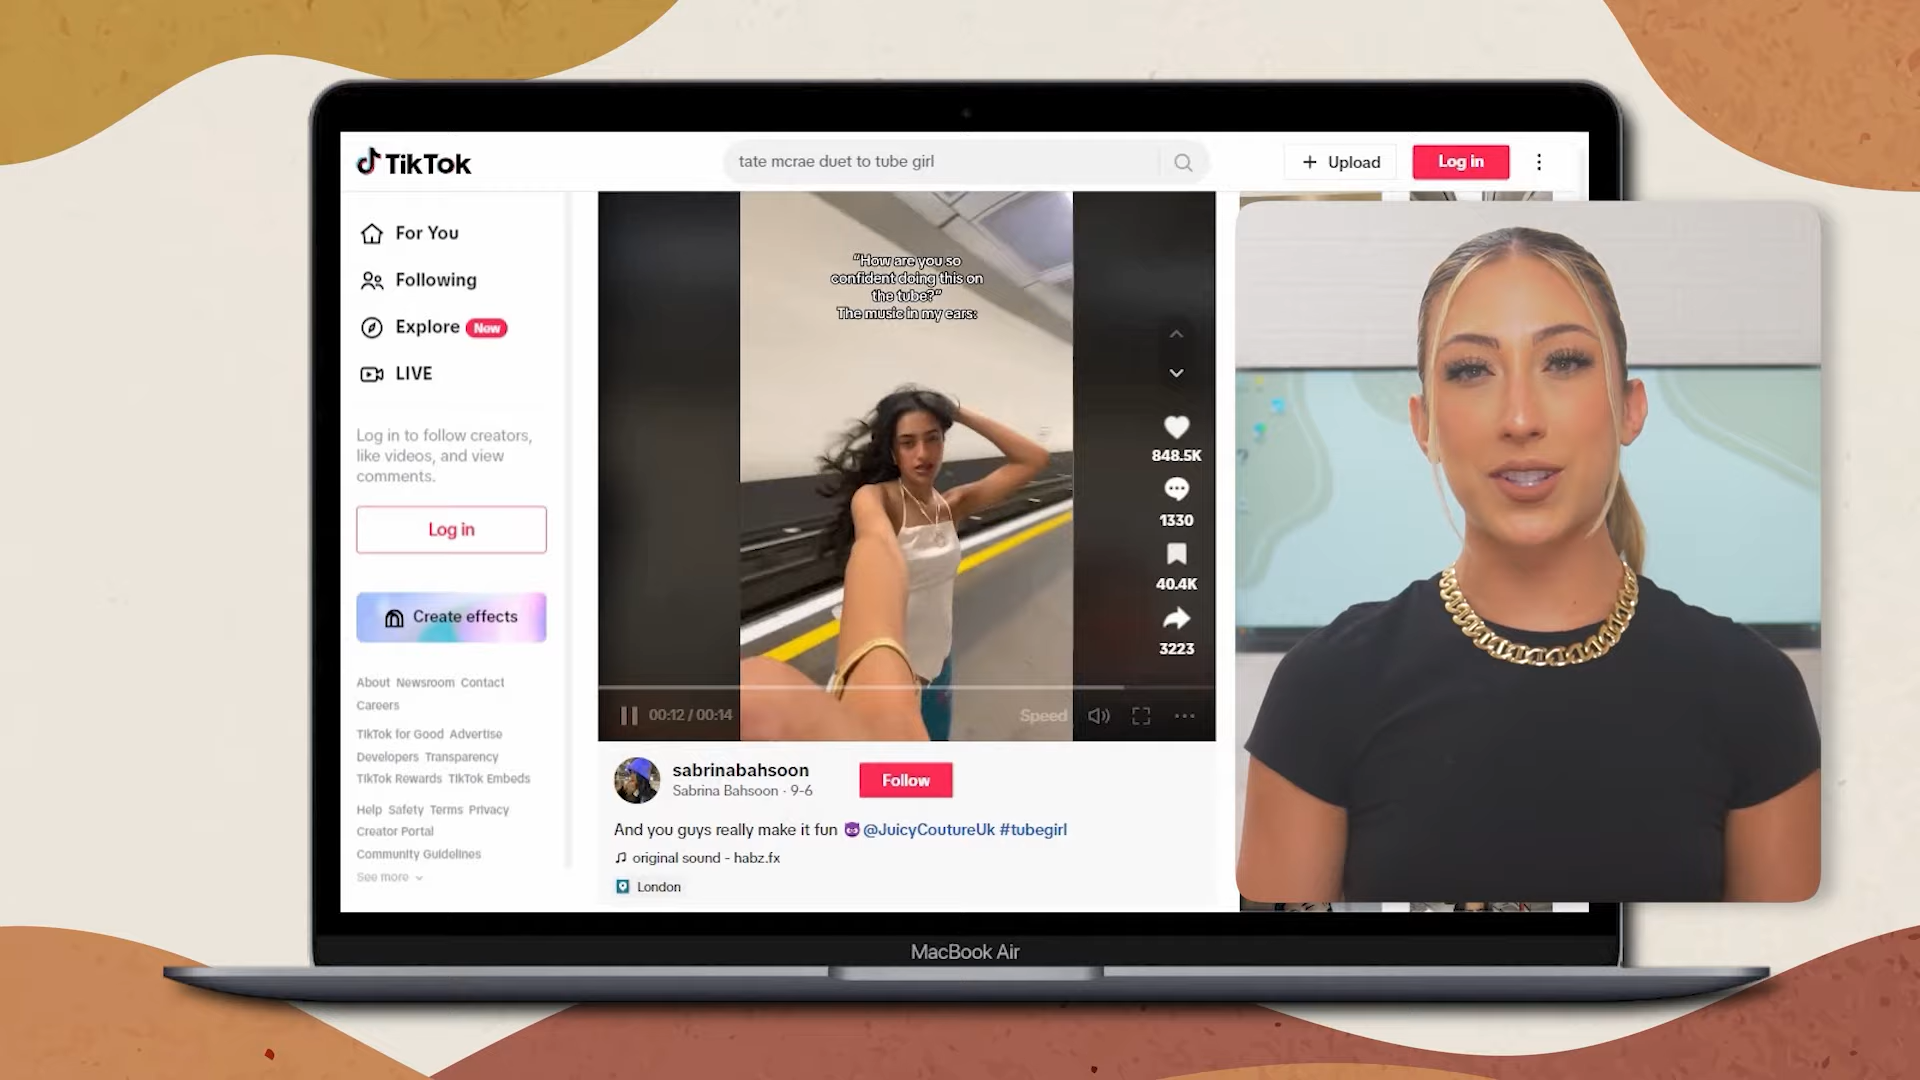 TikTok
tate mcrae duet to tube girl
Upload
Log in
For You
Following
Explore New
LIVE
Log in to follow creators,
like videos, and view
comments.
Log in
Create effects
About Newsroom Contact
Careers
TikTok for Good Advertise
Developers Transparency
TikTok Rewards TikTok Embeds
Help Safety Terms Privacy
Creator Portal
Community Guidelines
See more
"How are you so
confident doing this on
the tube?"
The music in my ears:
848.5K
1330
40.4K
3223
00:12 / 00:14
Speed
sabrinabahsoon
Sabrina Bahsoon · 9-6
Follow
And you guys really make it fun 😈 @JuicyCoutureUk #tubegirl
original sound - habz.fx
London
MacBook Air